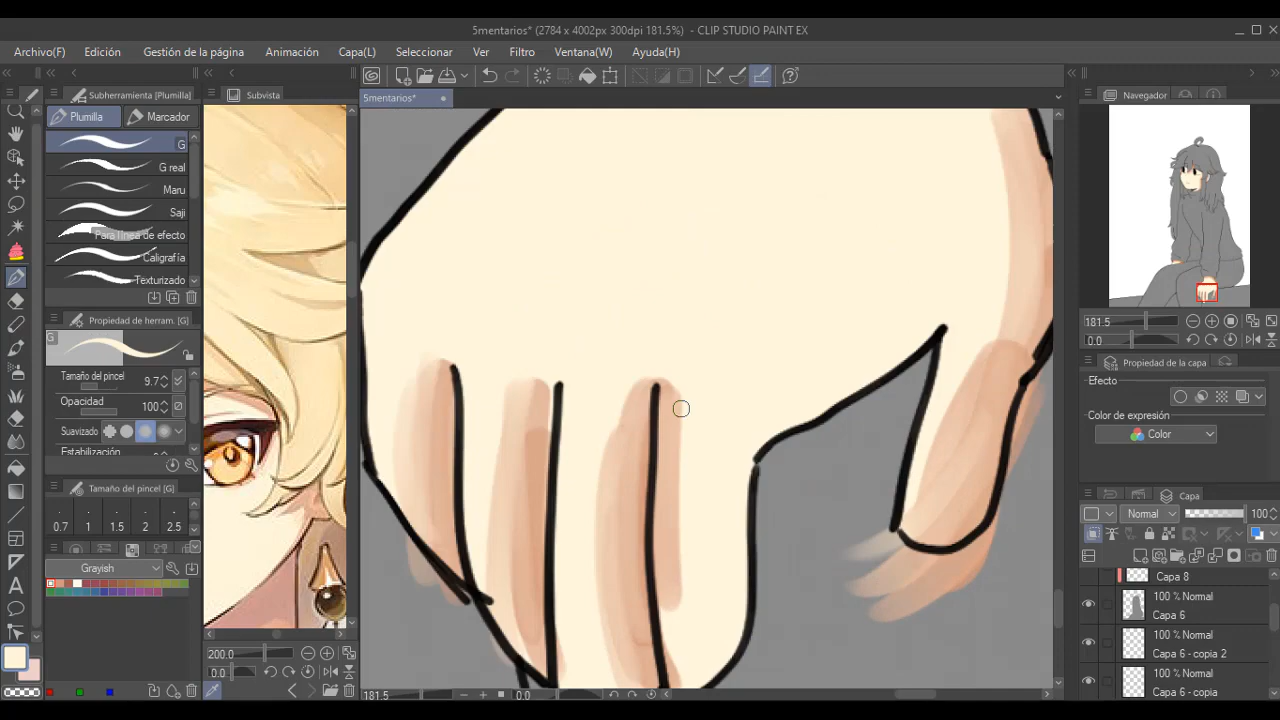 5mentarios* (2784 x 4002px 300dpi 181.5%) - CLIP STUDIO PAINT EX
Archivo(F) Edición Gestión de la página Animación Capa(L) Seleccionar Ver Filtro Ventana(W) Ayuda(H)
Subherramienta [Plumilla]
Plumilla Marcador
G
G real
Maru
Saji
Para línea de efecto
Caligrafía
Texturizado
Propiedad de herram. [G]
G
Tamaño del pincel 9.7
Opacidad 100
Suavizado
Estabilización
Tamaño del pincel
0.7 1 1.5 2 2.5
Grayish
Subvista
200.0
0.0
5mentarios*
181.5 0.0
Navegador
181.5
0.0
Propiedad de la capa
Efecto
Color de expresión
Color
Capa
Normal 100
Capa 8
100 % Normal
Capa 6
100 % Normal
Capa 6 - copia 2
100 % Normal
Capa 6 - copia